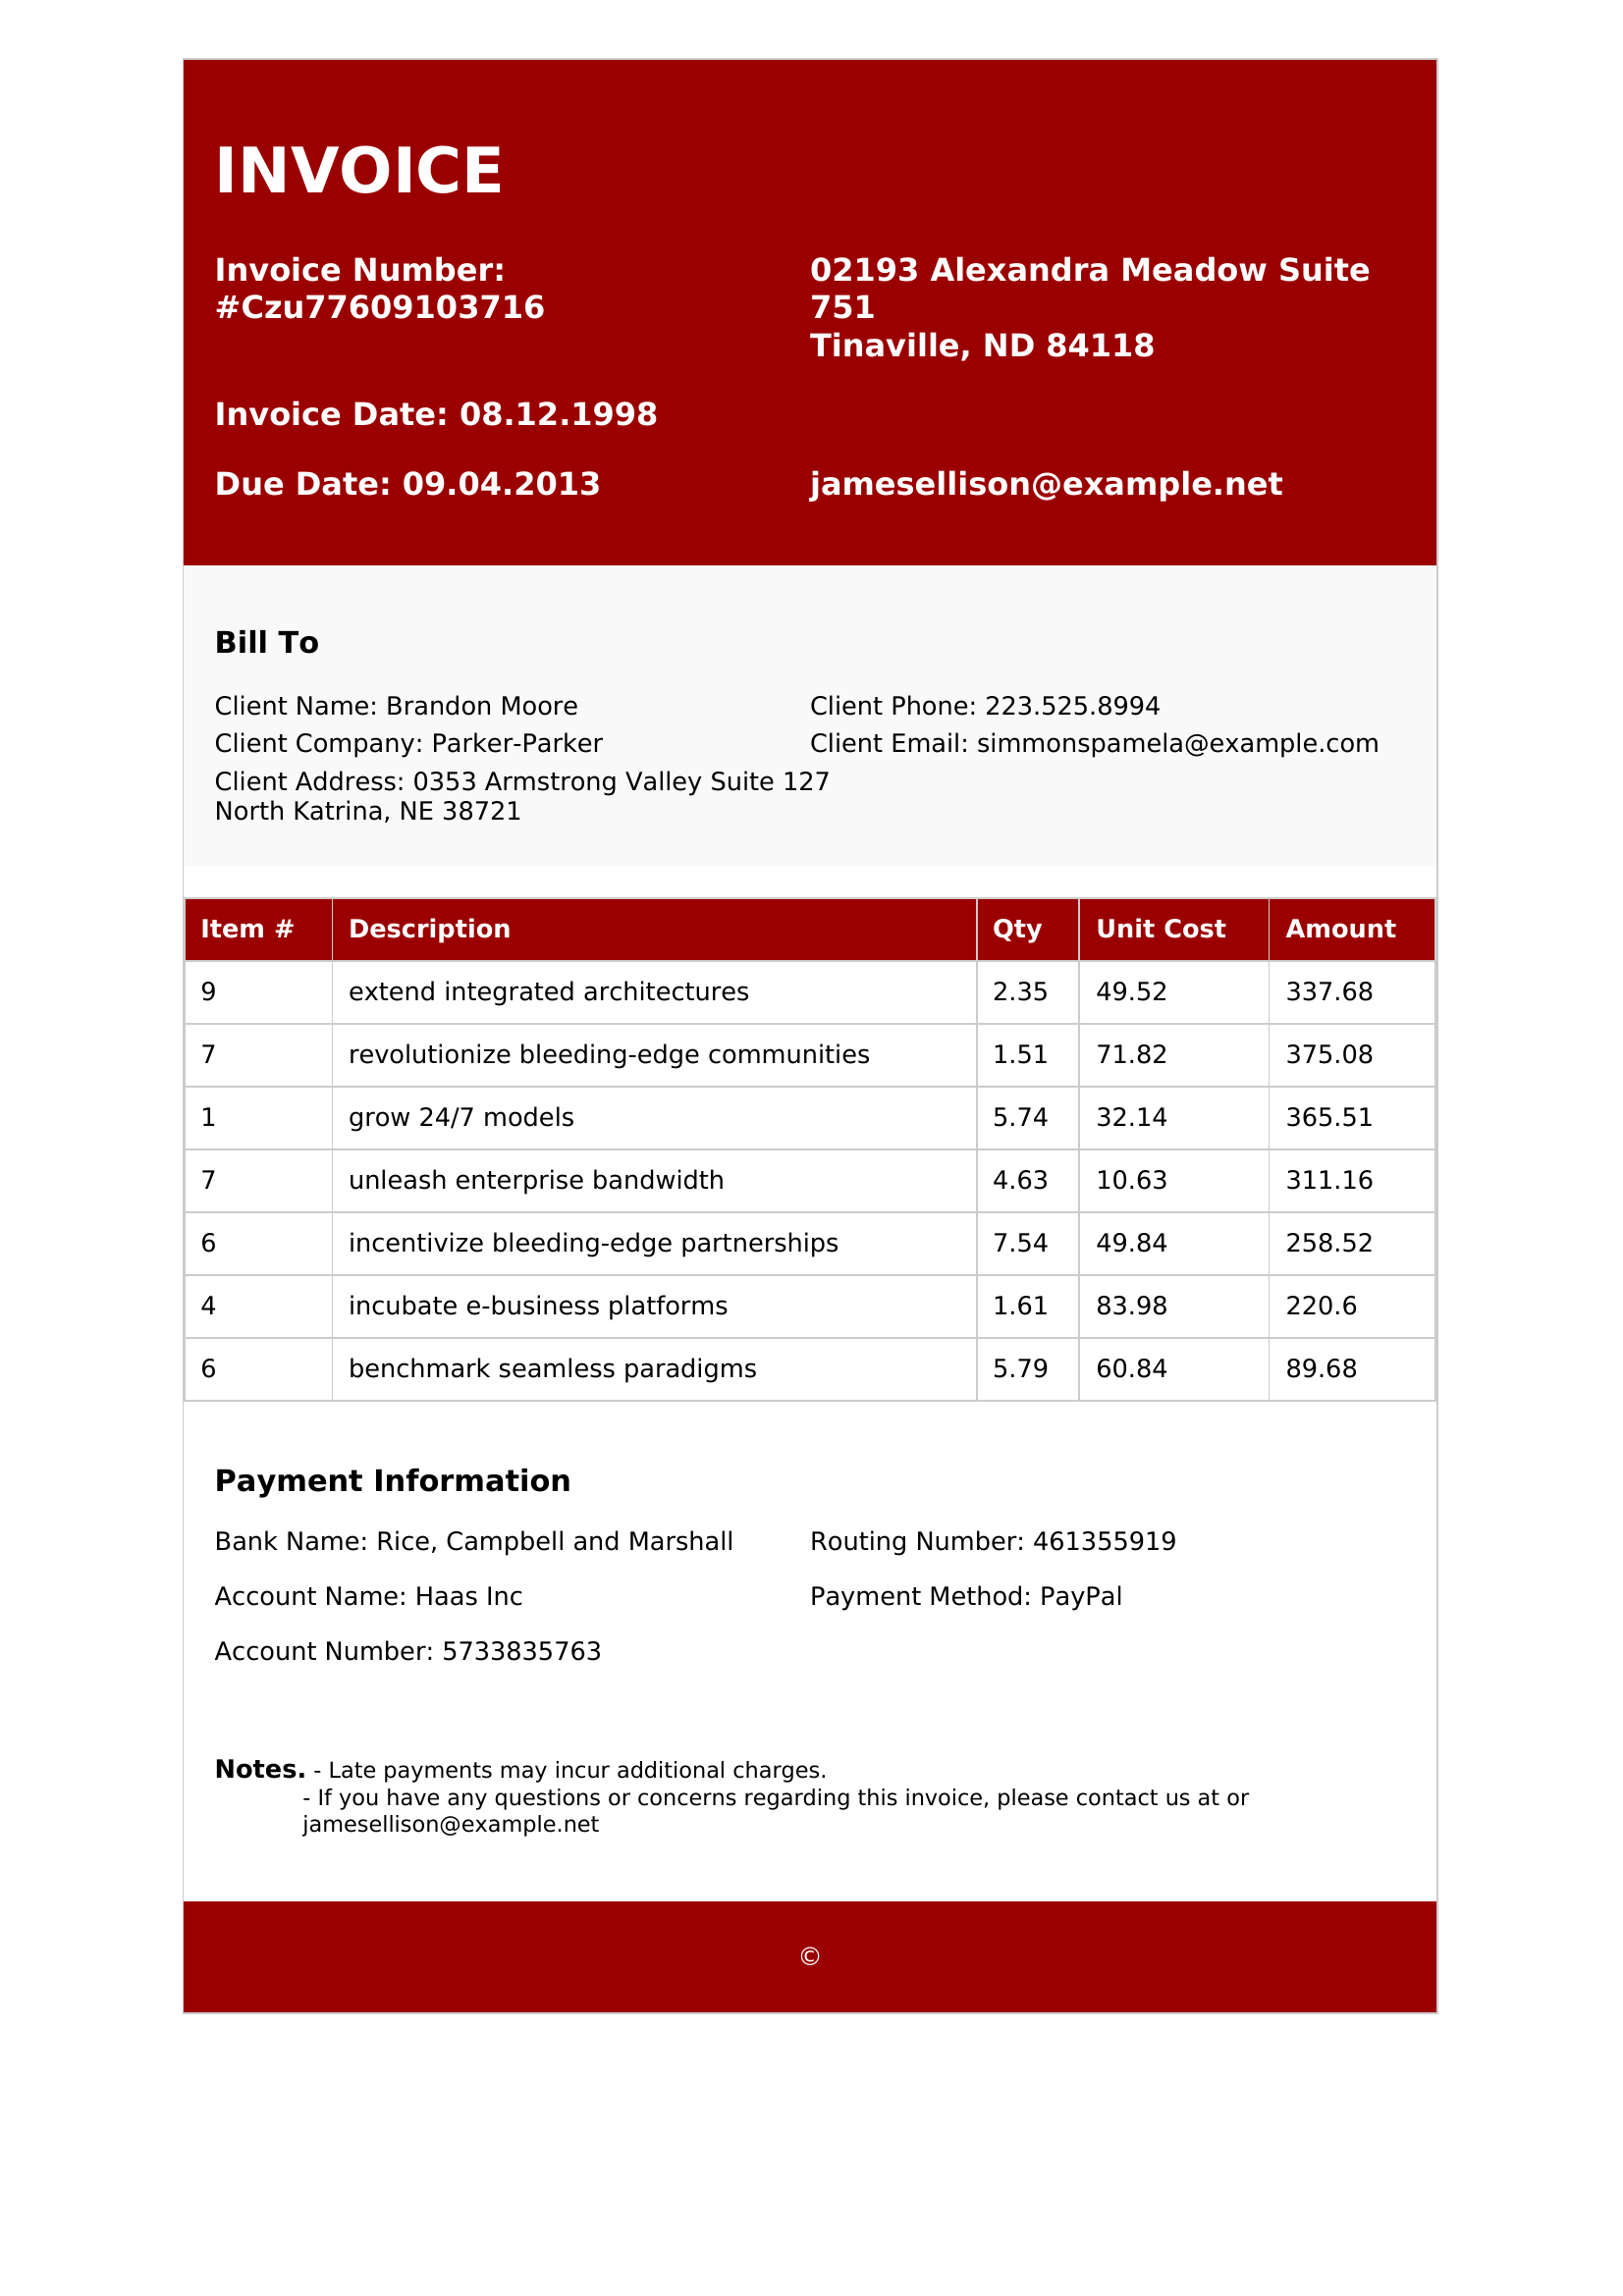 INVOICE
Invoice Number: 02193 Alexandra Meadow Suite
#Czu77609103716 751
Tinaville, ND 84118
Invoice Date: 08.12.1998
Due Date: 09.04.2013 jamesellison@example.net
Bill To
Client Name: Brandon Moore Client Phone: 223.525.8994
Client Company: Parker-Parker Client Email: simmonspamela@example.com
Client Address: 0353 Armstrong Valley Suite 127
North Katrina, NE 38721
Item # Description Qty Unit Cost Amount
9 extend integrated architectures 2.35 49.52 337.68
7 revolutionize bleeding-edge communities 1.51 71.82 375.08
1 grow 24/7 models 5.74 32.14 365.51
7 unleash enterprise bandwidth 4.63 10.63 311.16
6 incentivize bleeding-edge partnerships 7.54 49.84 258.52
4 incubate e-business platforms 1.61 83.98 220.6
6 benchmark seamless paradigms 5.79 60.84 89.68
Payment Information
Bank Name: Rice, Campbell and Marshall Routing Number: 461355919
Account Name: Haas Inc Payment Method: PayPal
Account Number: 5733835763
Notes. - Late payments may incur additional charges.
- If you have any questions or concerns regarding this invoice, please contact us at or
jamesellison@example.net
©